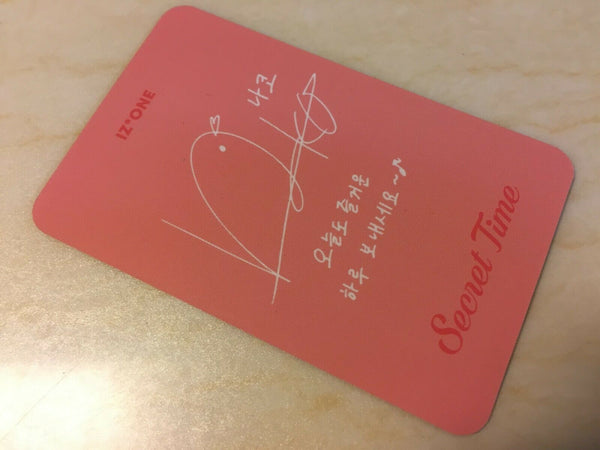 IZ*ONE
나코
오늘도 즐거운
하루 보내세요~♪
Secret Time